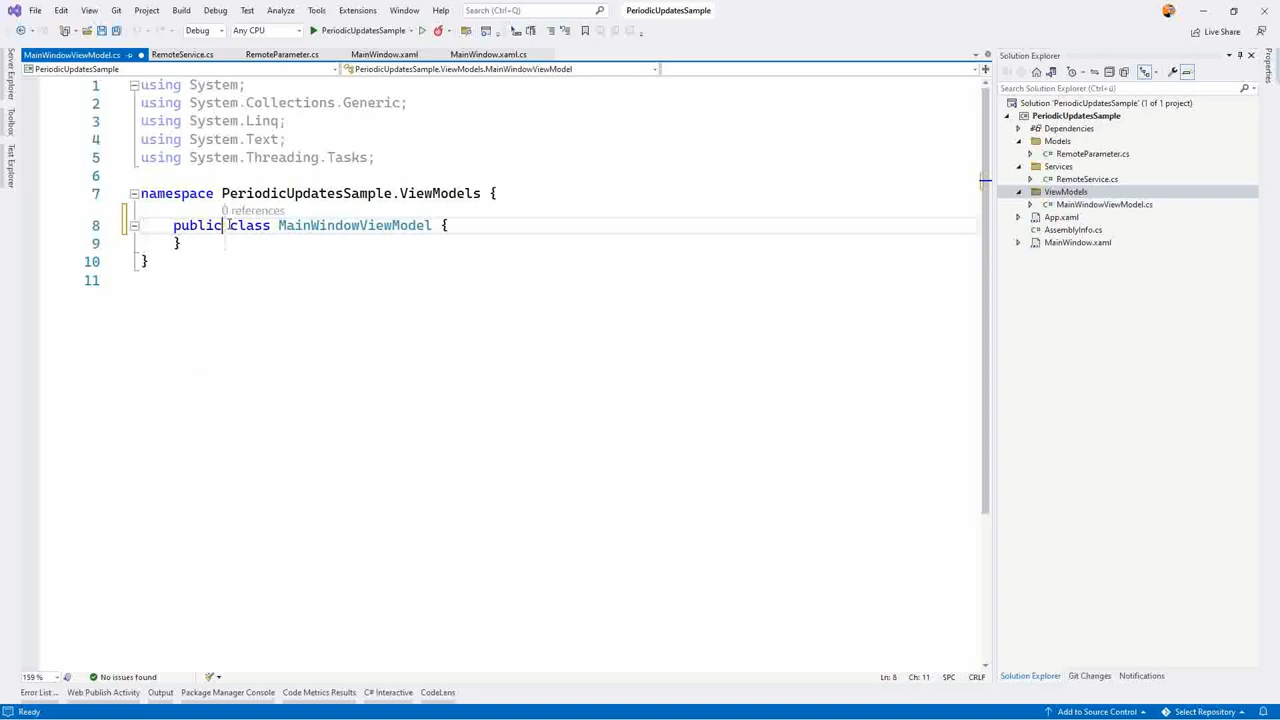 File Edit View Git Project Build Debug Test Analyze Tools Extensions Window Help Search (Ctrl+Q) PeriodicUpdatesSample
Debug Any CPU PeriodicUpdatesSample Live Share
MainWindowViewModel.cs RemoteService.cs RemoteParameter.cs MainWindow.xaml MainWindow.xaml.cs
PeriodicUpdatesSample PeriodicUpdatesSample.ViewModels.MainWindowViewModel
Server Explorer
Toolbox
Test Explorer
1 using System;
2 using System.Collections.Generic;
3 using System.Linq;
4 using System.Text;
5 using System.Threading.Tasks;
6
7 namespace PeriodicUpdatesSample.ViewModels {
0 references
8 public class MainWindowViewModel {
9 }
10 }
11
Solution Explorer
Search Solution Explorer (Ctrl+ü)
Solution 'PeriodicUpdatesSample' (1 of 1 project)
PeriodicUpdatesSample
Dependencies
Models
C# RemoteParameter.cs
Services
C# RemoteService.cs
ViewModels
C# MainWindowViewModel.cs
App.xaml
C# AssemblyInfo.cs
MainWindow.xaml
Properties
159 % No issues found Ln: 8 Ch: 11 SPC CRLF
Solution Explorer Git Changes Notifications
Error List ... Web Publish Activity Output Package Manager Console Code Metrics Results C# Interactive CodeLens
Ready Add to Source Control Select Repository